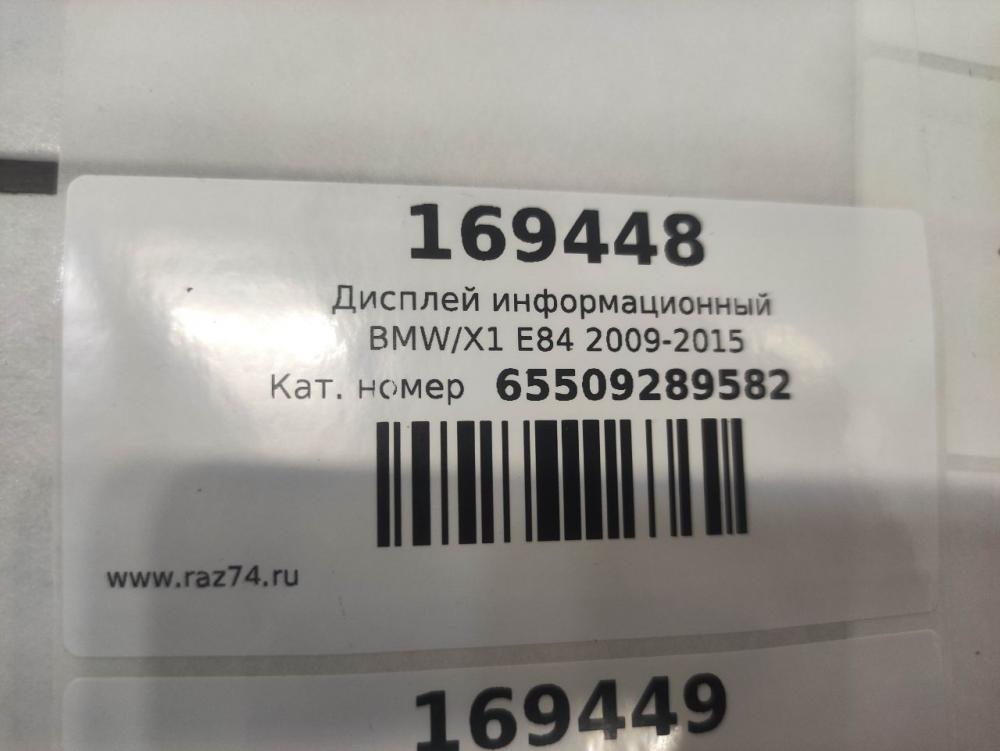 169448
Дисплей информационный
BMW/X1 E84 2009-2015
Кат. номер 65509289582
www.raz74.ru
169449